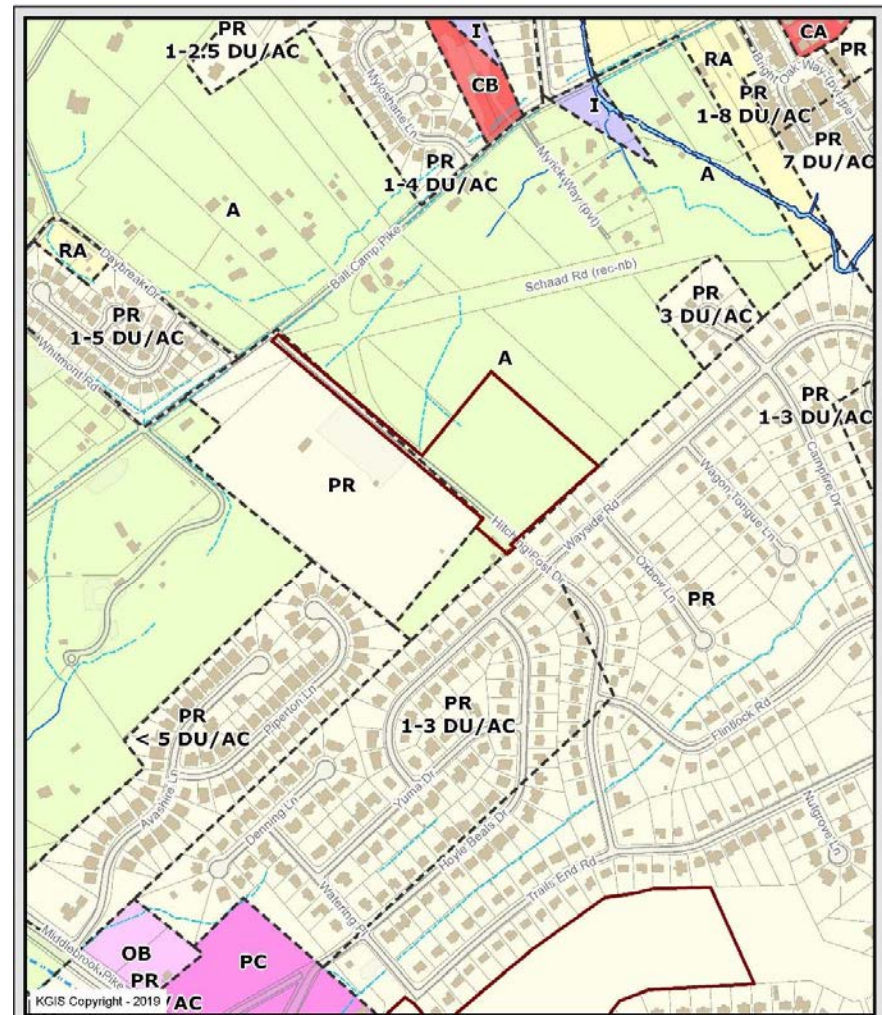 PR
1-2.5 DU/AC
I
CB
CA
PR
RA
Bright Oak Way (pvt
PR
1-8 DU/AC
I
PR
7 DU/AC
Myloshane Ln
PR
1-4 DU/AC
A
A
Myrick Way (pvt)
Ball Camp Pike
RA
Daybreak Dr
Schaad Rd (rec-nb)
PR
3 DU/AC
PR
1-5 DU/AC
Whitmont Rd
A
PR
1-3 DU/AC
Campfire Dr
Wagon Tongue Ln
PR
Hitching Post Dr
Wayside Rd
Oxbow Ln
PR
PR
1-3 DU/AC
Flintlock Rd
PR
< 5 DU/AC
Piperton Ln
Avashire Ln
Yuma Dr
Denning Ln
Hoyle Beals Dr
Nutgrove Ln
Trails End Rd
Watering Pl
Middlebrook Pike
OB
PR
PC
/AC
KGIS Copyright - 2019